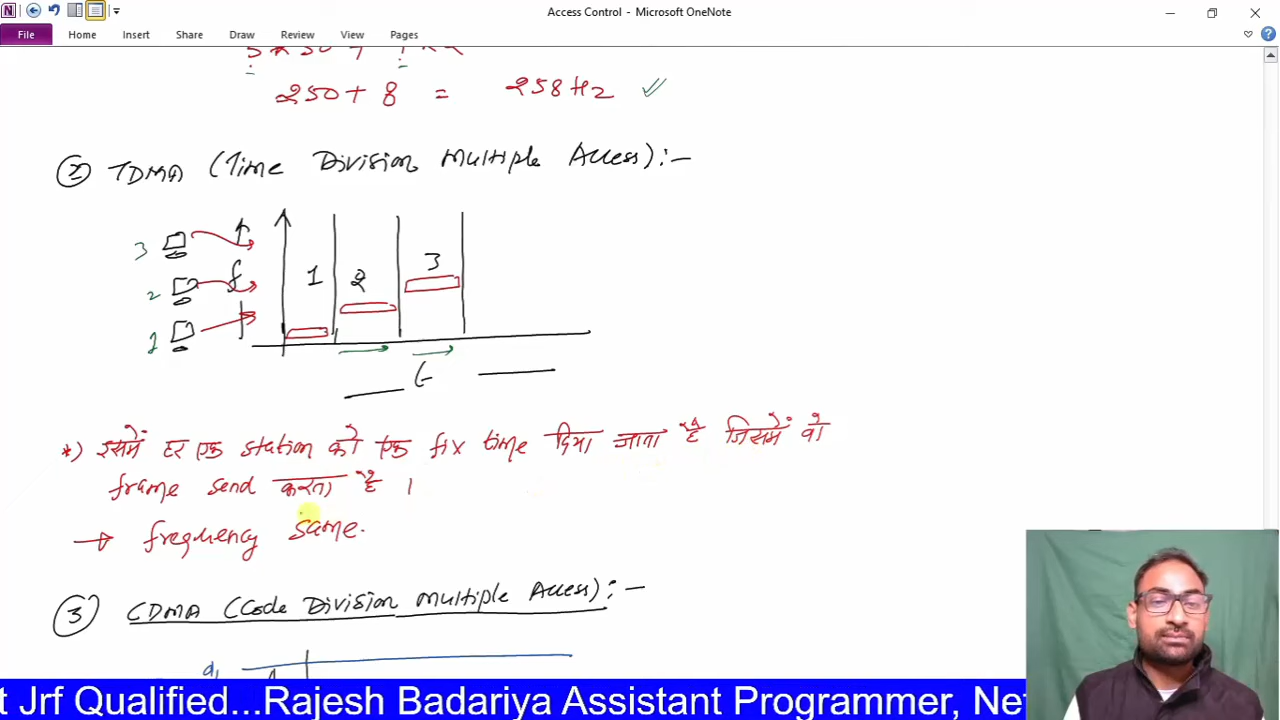 Access Control - Microsoft OneNote
File Home Insert Share Draw Review View Pages
250 + 8 = 258 Hz ✓
② TDMA (Time Division Multiple Access):-
3
2
1
f
1 2 3
t
*) इसमें हर एक station को एक fix time दिया जाता है जिसमें वो
frame send करता है ।
→ frequency same.
③ CDMA (Code Division Multiple Access):-
d1
t Jrf Qualified...Rajesh Badariya Assistant Programmer, Net